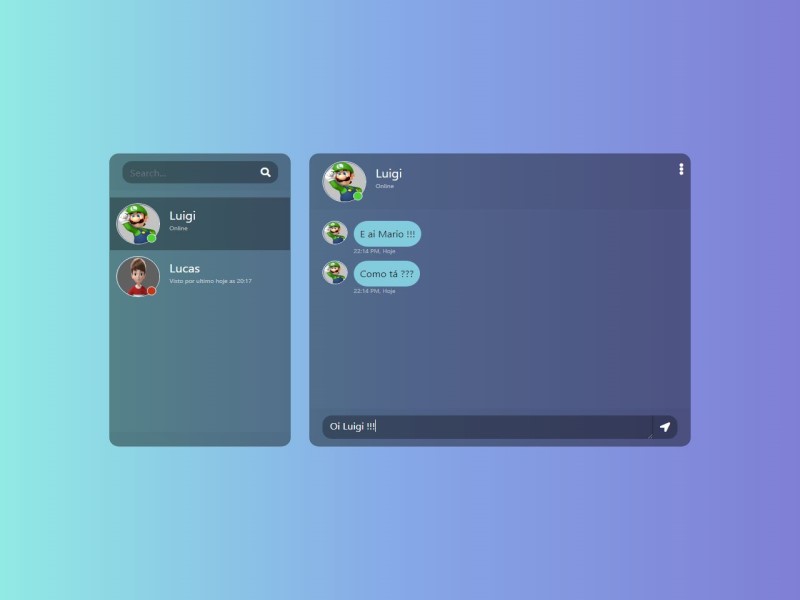 Search...
Luigi
Online
Lucas
Visto por ultimo hoje as 20:17
Luigi
Online
E ai Mario !!!
22:14 PM, Hoje
Como tá ???
22:14 PM, Hoje
Oi Luigi !!!